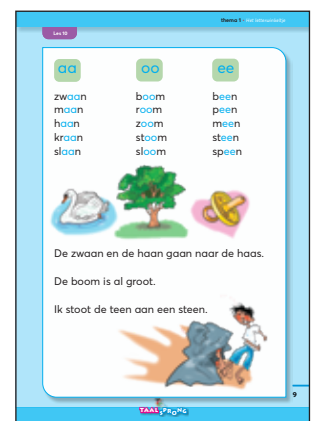 thema 1 - Het letterwinkeltje
Les 10
aa oo ee
zwaan boom been
maan room peen
haan zoom meen
kraan stoom steen
slaan sloom speen
De zwaan en de haan gaan naar de haas.
De boom is al groot.
Ik stoot de teen aan een steen.
9
TAALSPRONG